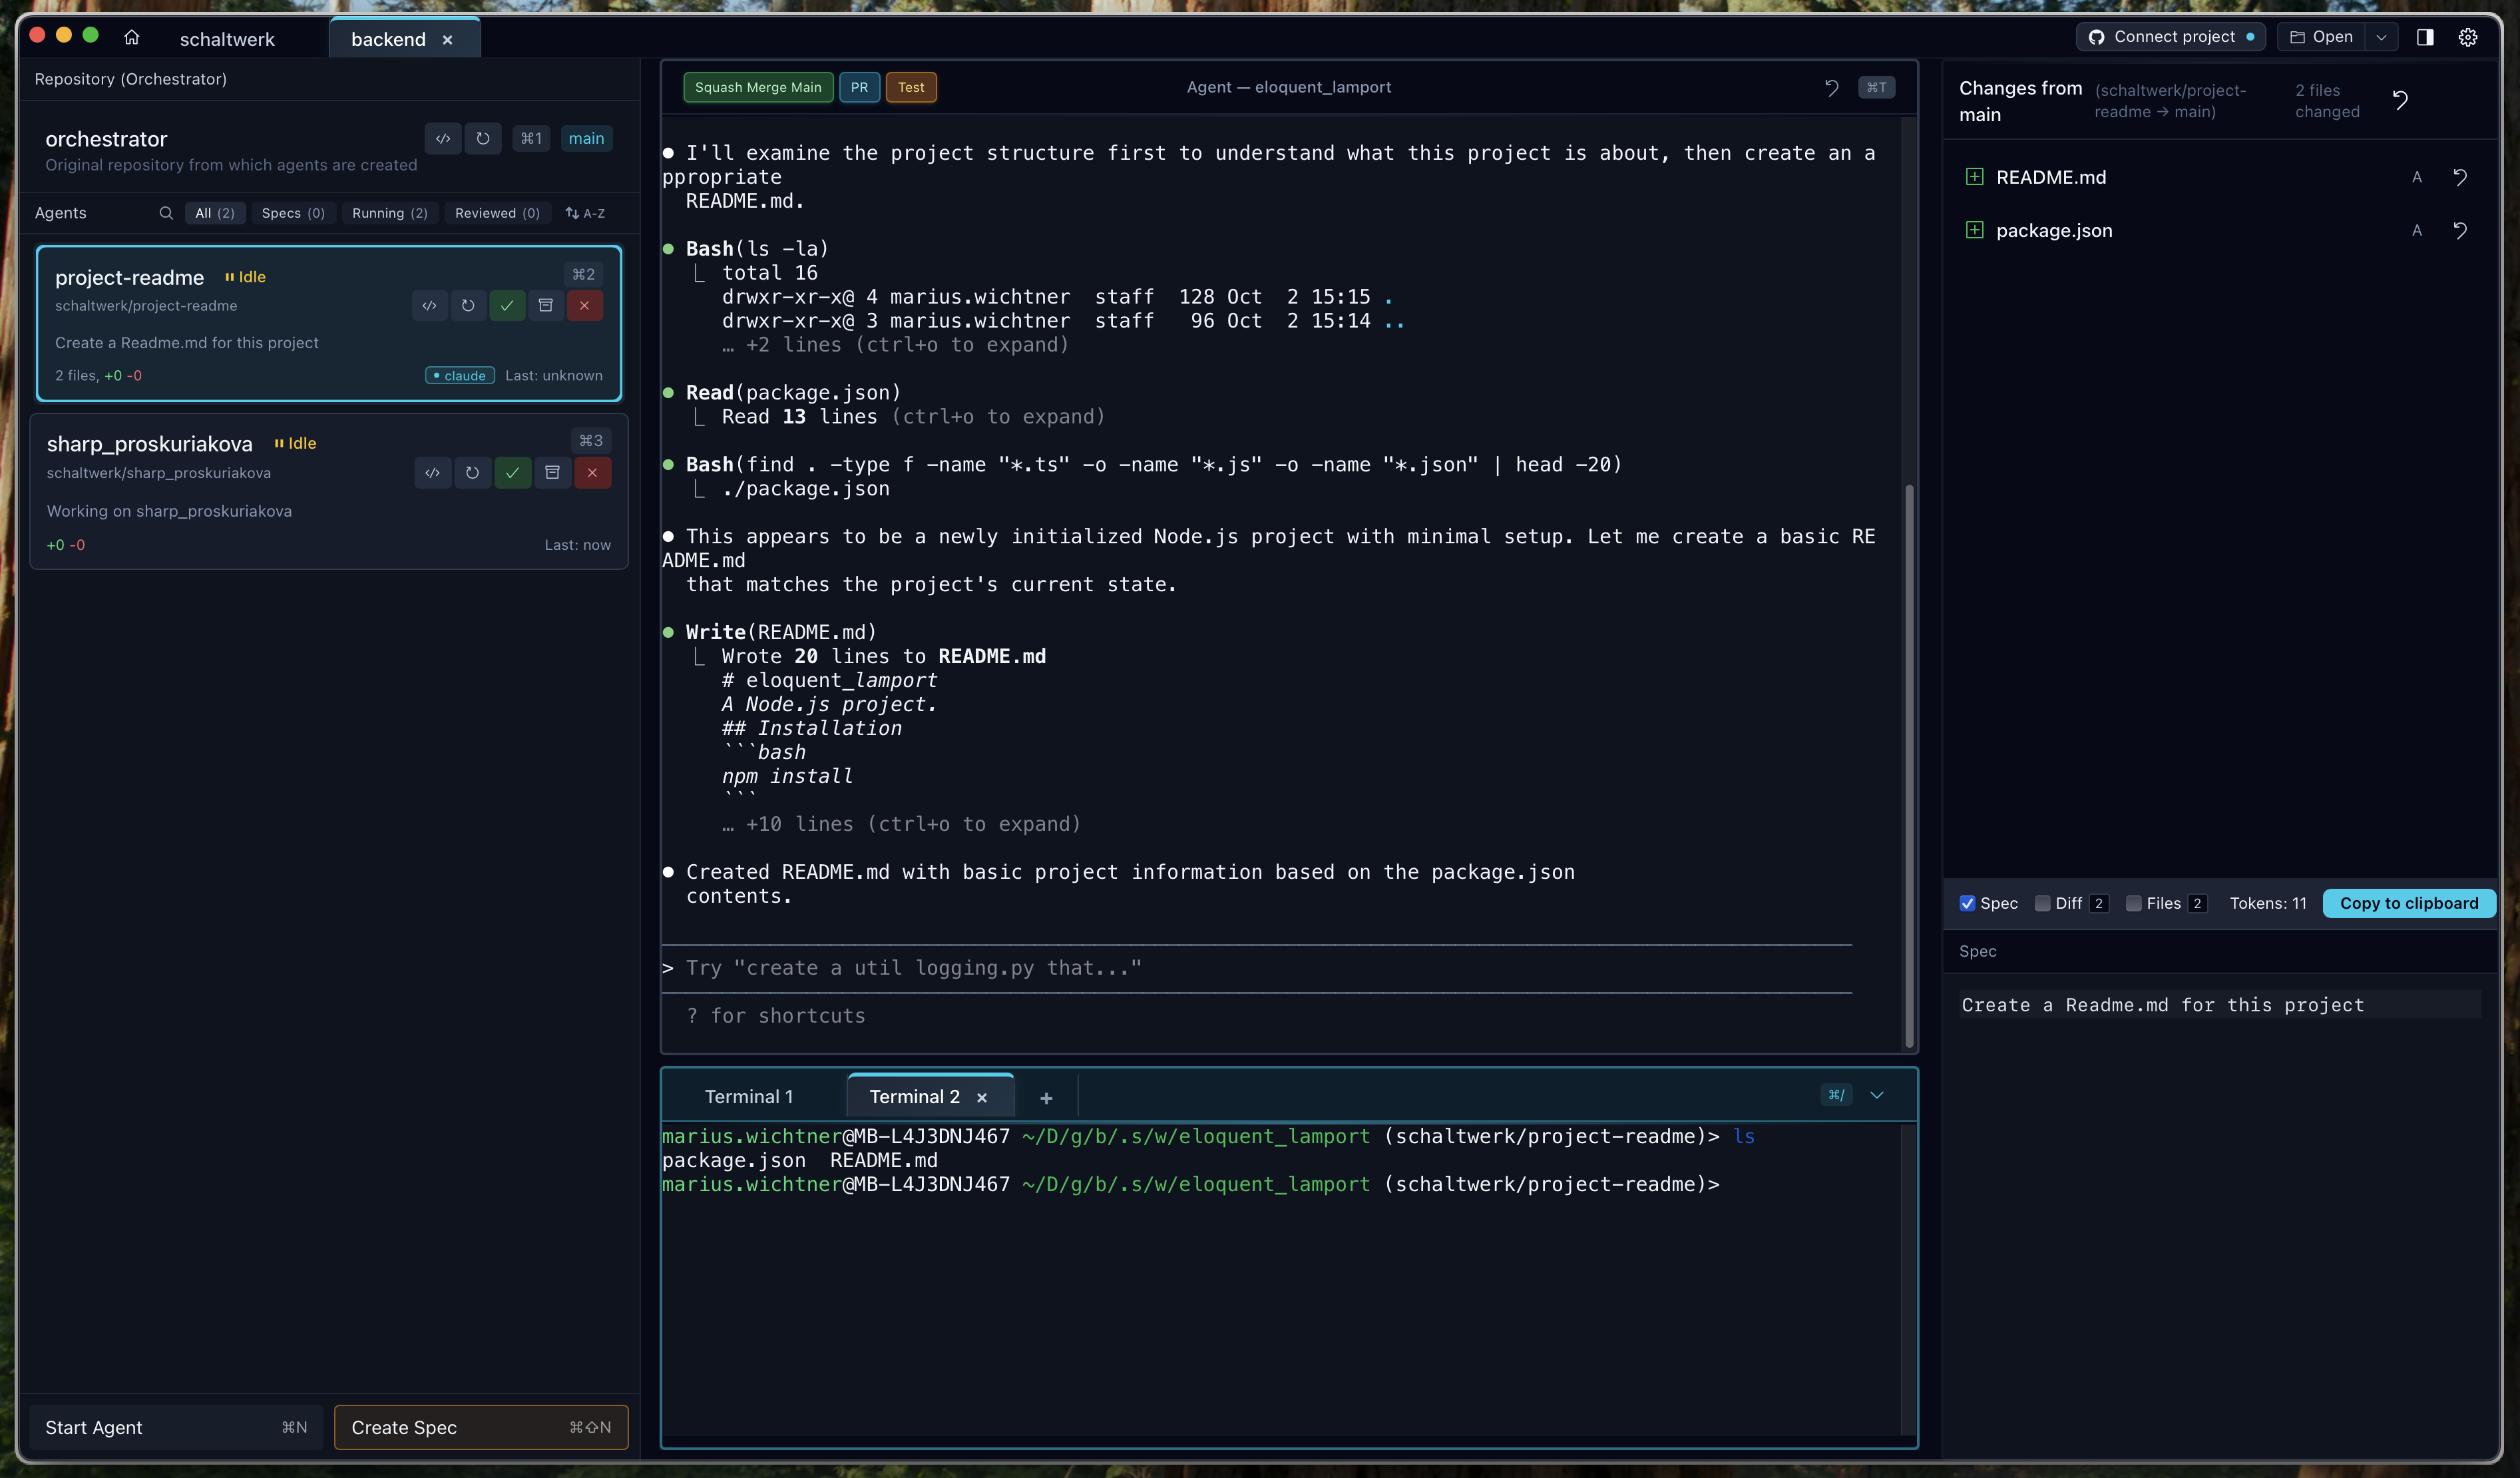 schaltwerk
backend ×
Connect project
Open
Repository (Orchestrator)
orchestrator
⌘1
main
Original repository from which agents are created
Agents
All (2)
Specs (0)
Running (2)
Reviewed (0)
A-Z
project-readme
Idle
⌘2
schaltwerk/project-readme
Create a Readme.md for this project
2 files, +0 -0
claude
Last: unknown
sharp_proskuriakova
Idle
⌘3
schaltwerk/sharp_proskuriakova
Working on sharp_proskuriakova
+0 -0
Last: now
Start Agent ⌘N
Create Spec ⌘⇧N
Squash Merge Main
PR
Test
Agent — eloquent_lamport
⌘T
● I'll examine the project structure first to understand what this project is about, then create an a
ppropriate
README.md.
● Bash(ls -la)
⎿ total 16
drwxr-xr-x@ 4 marius.wichtner  staff  128 Oct  2 15:15 .
drwxr-xr-x@ 3 marius.wichtner  staff   96 Oct  2 15:14 ..
… +2 lines (ctrl+o to expand)
● Read(package.json)
⎿ Read 13 lines (ctrl+o to expand)
● Bash(find . -type f -name "*.ts" -o -name "*.js" -o -name "*.json" | head -20)
⎿ ./package.json
● This appears to be a newly initialized Node.js project with minimal setup. Let me create a basic RE
ADME.md
that matches the project's current state.
● Write(README.md)
⎿ Wrote 20 lines to README.md
# eloquent_lamport
A Node.js project.
## Installation
```bash
npm install
```
… +10 lines (ctrl+o to expand)
● Created README.md with basic project information based on the package.json
contents.
> Try "create a util logging.py that..."
? for shortcuts
Terminal 1
Terminal 2 ×
+
⌘/
marius.wichtner@MB-L4J3DNJ467 ~/D/g/b/.s/w/eloquent_lamport (schaltwerk/project-readme)> ls
package.json  README.md
marius.wichtner@MB-L4J3DNJ467 ~/D/g/b/.s/w/eloquent_lamport (schaltwerk/project-readme)>
Changes from
main
(schaltwerk/project-
readme → main)
2 files
changed
README.md A
package.json A
Spec
Diff 2
Files 2
Tokens: 11
Copy to clipboard
Spec
Create a Readme.md for this project